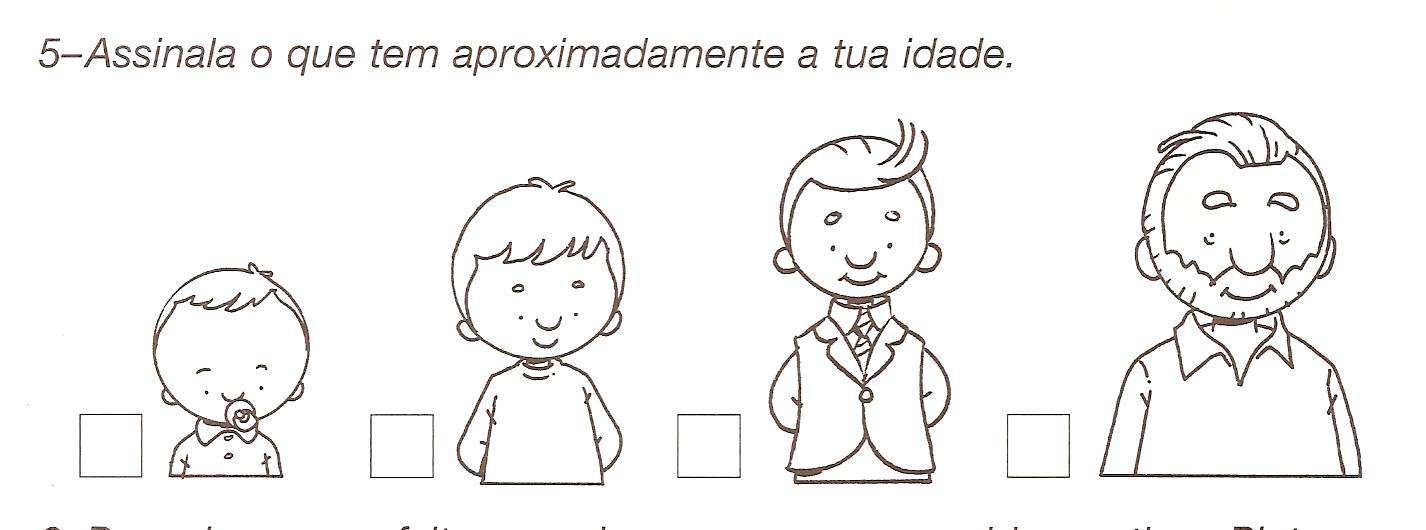 5–Assinala o que tem aproximadamente a tua idade.